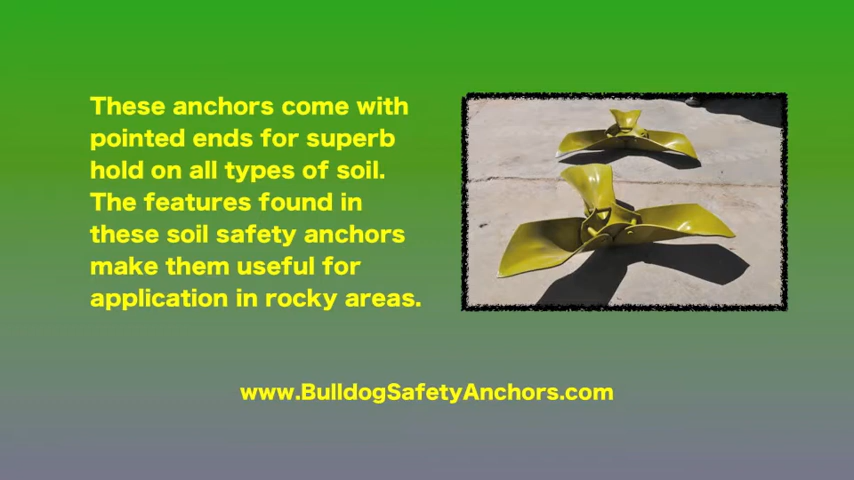 These anchors come with
pointed ends for superb
hold on all types of soil.
The features found in
these soil safety anchors
make them useful for
application in rocky areas.
www.BulldogSafetyAnchors.com